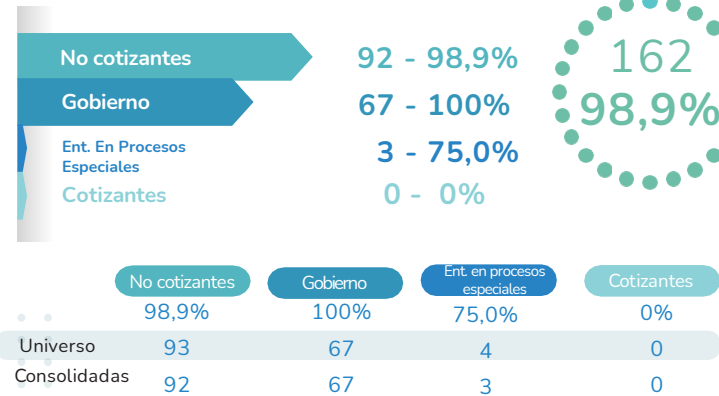 No cotizantes 92 - 98,9%
Gobierno 67 - 100%
Ent. En Procesos
Especiales
3 - 75,0%
Cotizantes 0 - 0%
162
98,9%
No cotizantes Gobierno Ent. en procesos
especiales
Cotizantes
98,9% 100% 75,0% 0%
Universo 93 67 4 0
Consolidadas 92 67 3 0